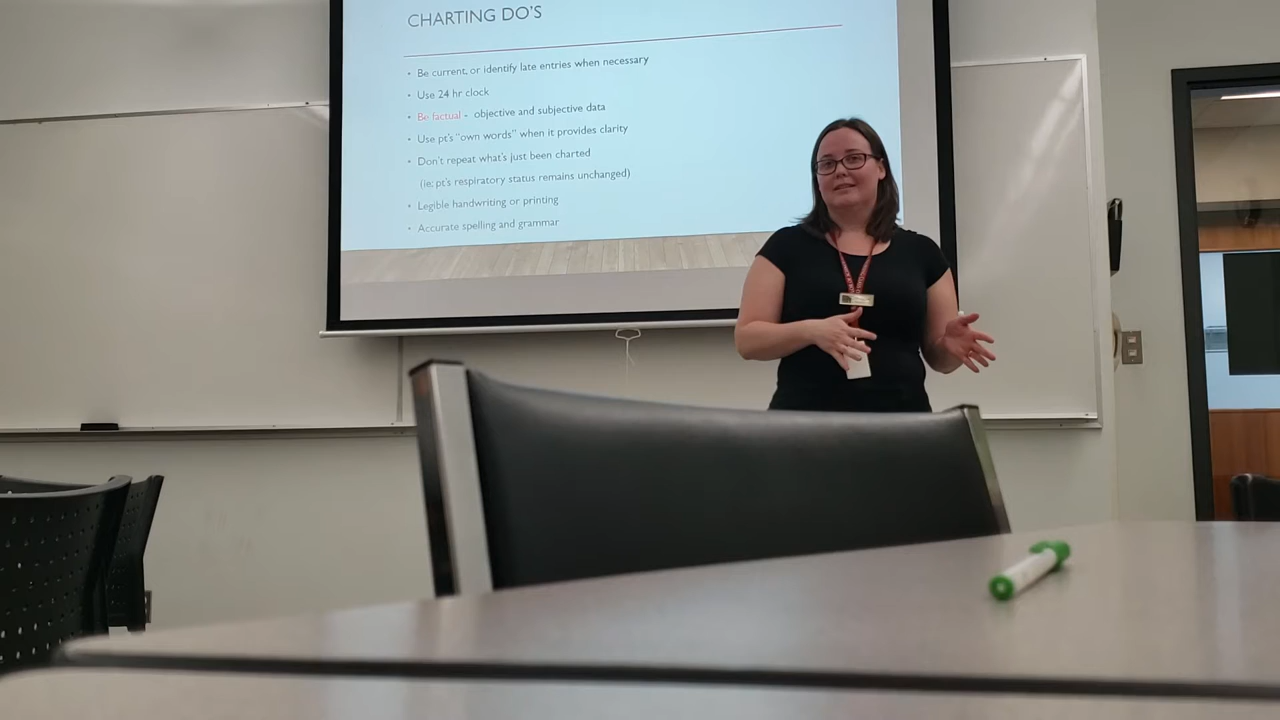 CHARTING DO'S
• Be current, or identify late entries when necessary
• Use 24 hr clock
• Be factual - objective and subjective data
• Use pt's "own words" when it provides clarity
• Don't repeat what's just been charted
(ie: pt's respiratory status remains unchanged)
• Legible handwriting or printing
• Accurate spelling and grammar